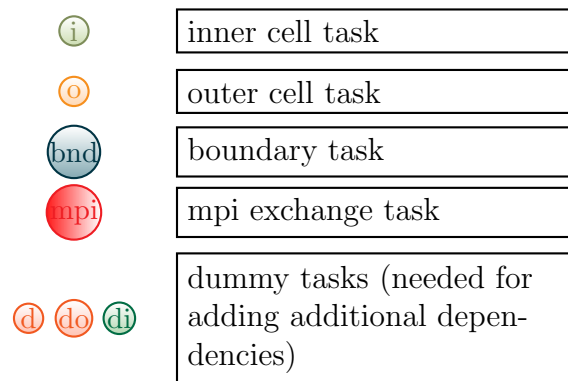 i inner cell task
o outer cell task
bnd boundary task
mpi mpi exchange task
dummy tasks (needed for
d do di adding additional depen-
dencies)